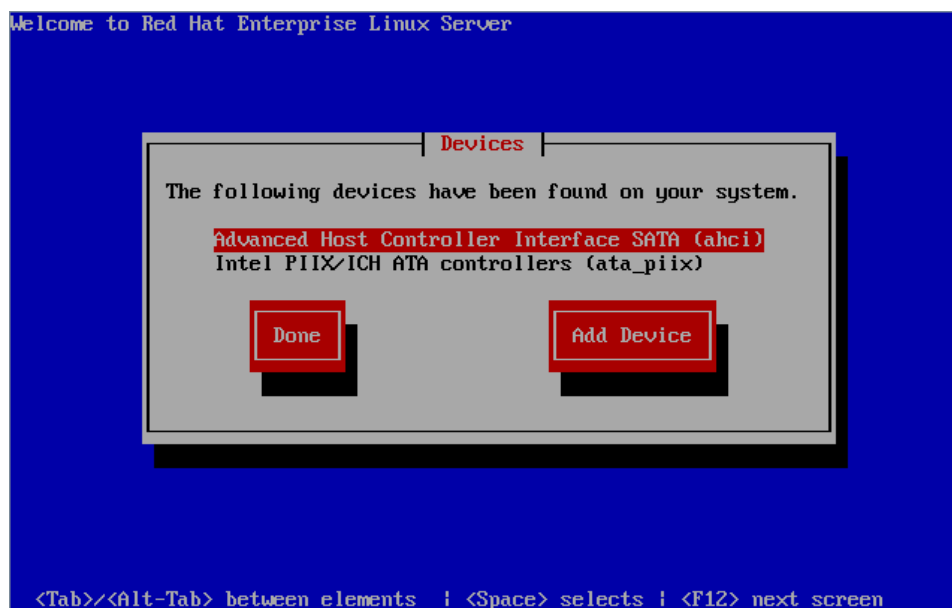 Welcome to Red Hat Enterprise Linux Server
Devices
The following devices have been found on your system.
Advanced Host Controller Interface SATA (ahci)
Intel PIIX/ICH ATA controllers (ata_piix)
Done Add Device
<Tab>/<Alt-Tab> between elements | <Space> selects | <F12> next screen